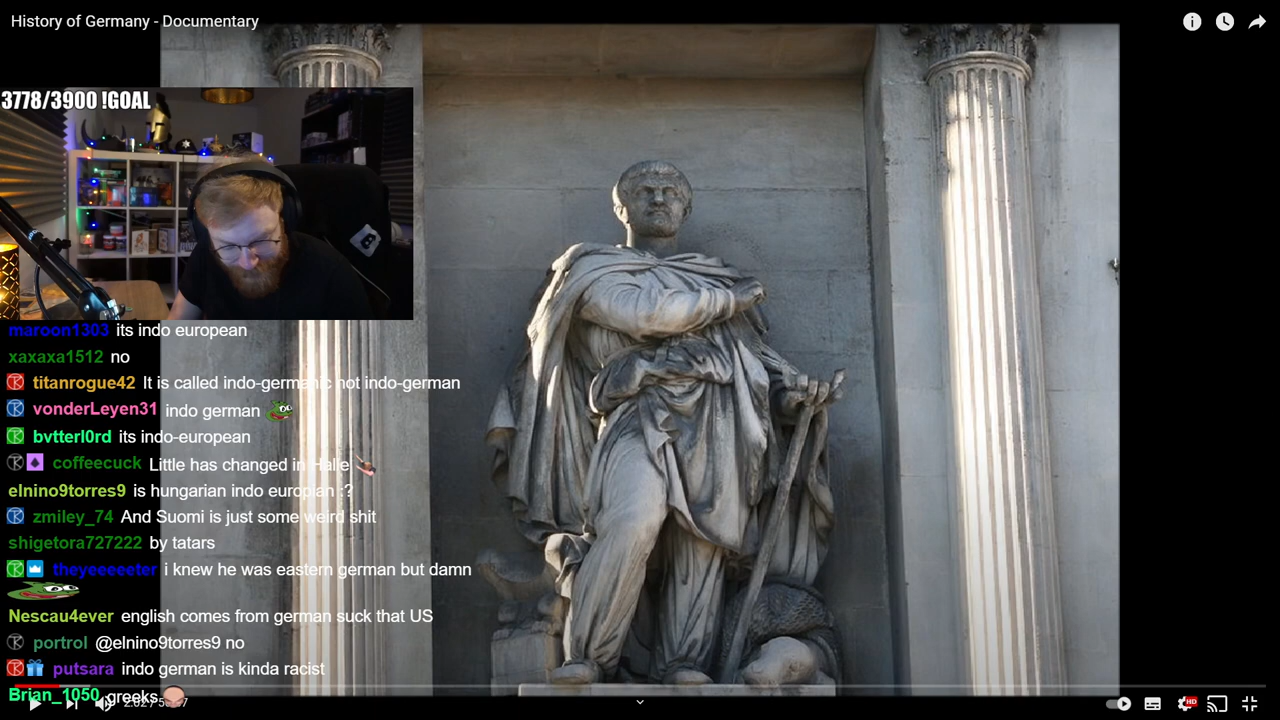 History of Germany - Documentary
3778/3900 !GOAL
maroon1303 its indo european
xaxaxa1512 no
titanrogue42 It is called indo-germanic not indo-german
vonderLeyen31 indo german
bvtterl0rd its indo-european
coffeecuck Little has changed in Halle
elnino9torres9 is hungarian indo europian :?
zmiley_74 And Suomi is just some weird shit
shigetora727222 by tatars
theyeeeeeter i knew he was eastern german but damn
Nescau4ever english comes from german suck that US
portrol @elnino9torres9 no
putsara indo german is kinda racist
Brian_1050 greeks
HD